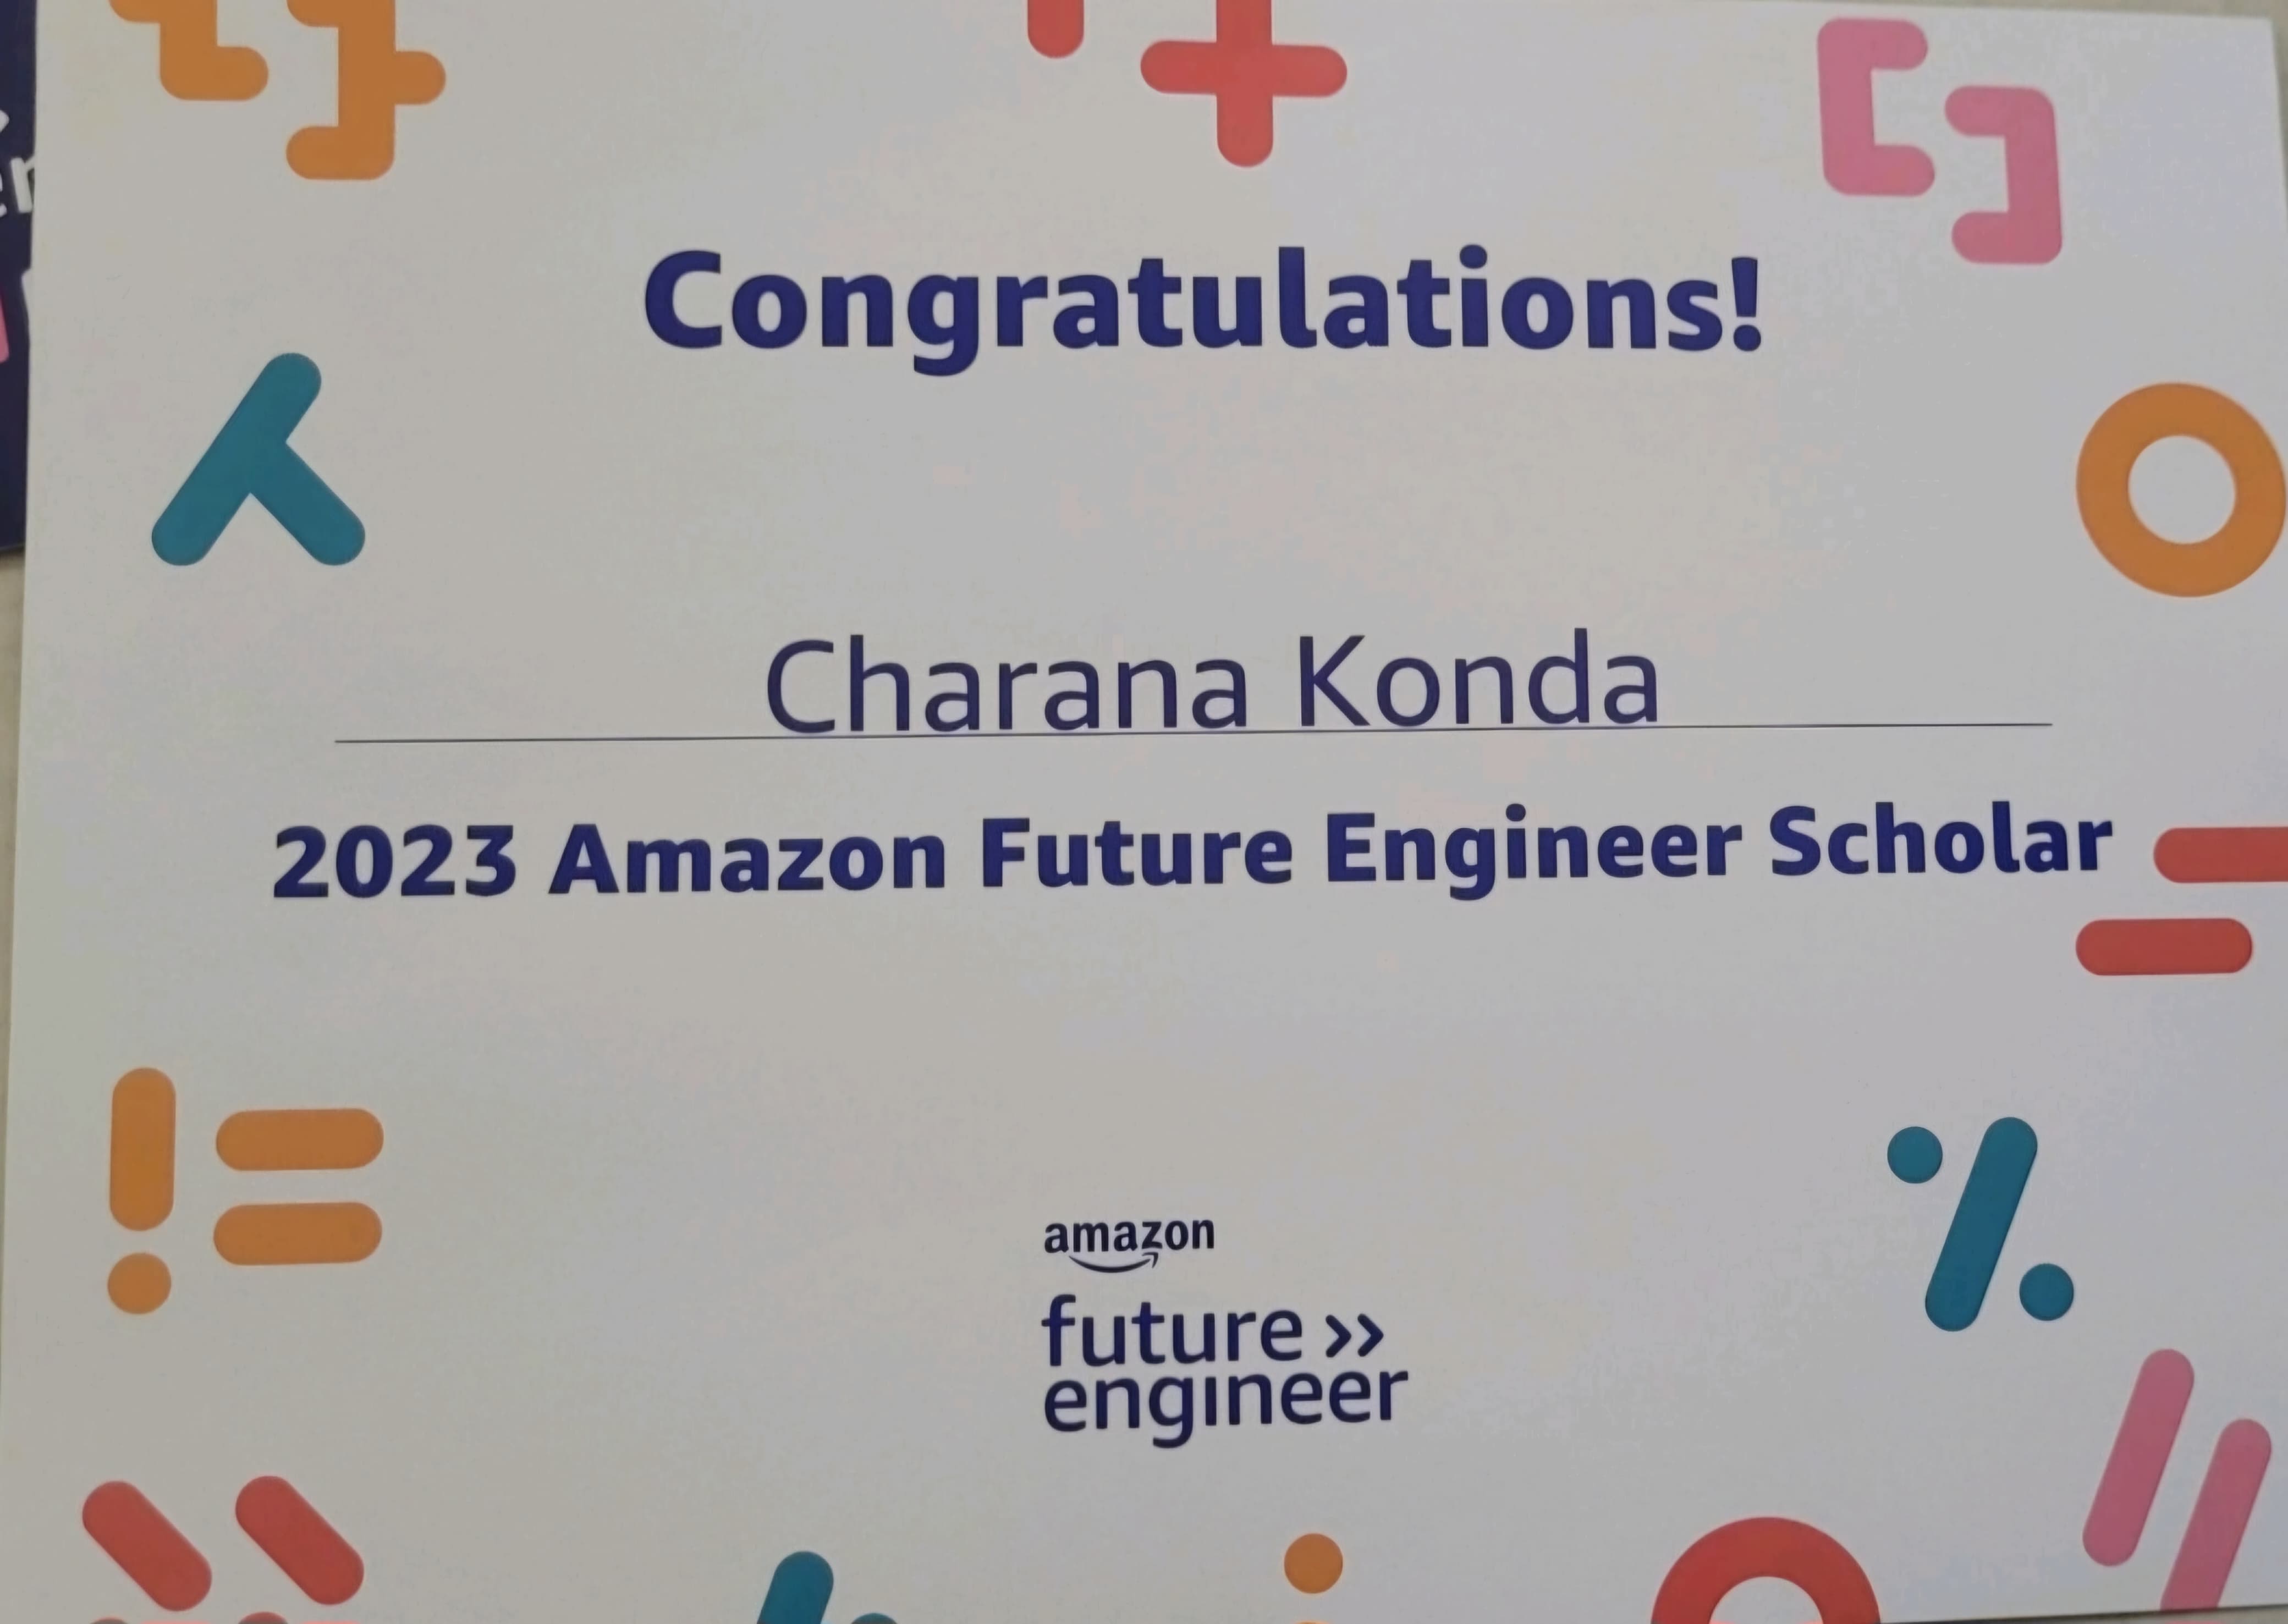 Congratulations!
Charana Konda
2023 Amazon Future Engineer Scholar
amazon
future >>
engineer